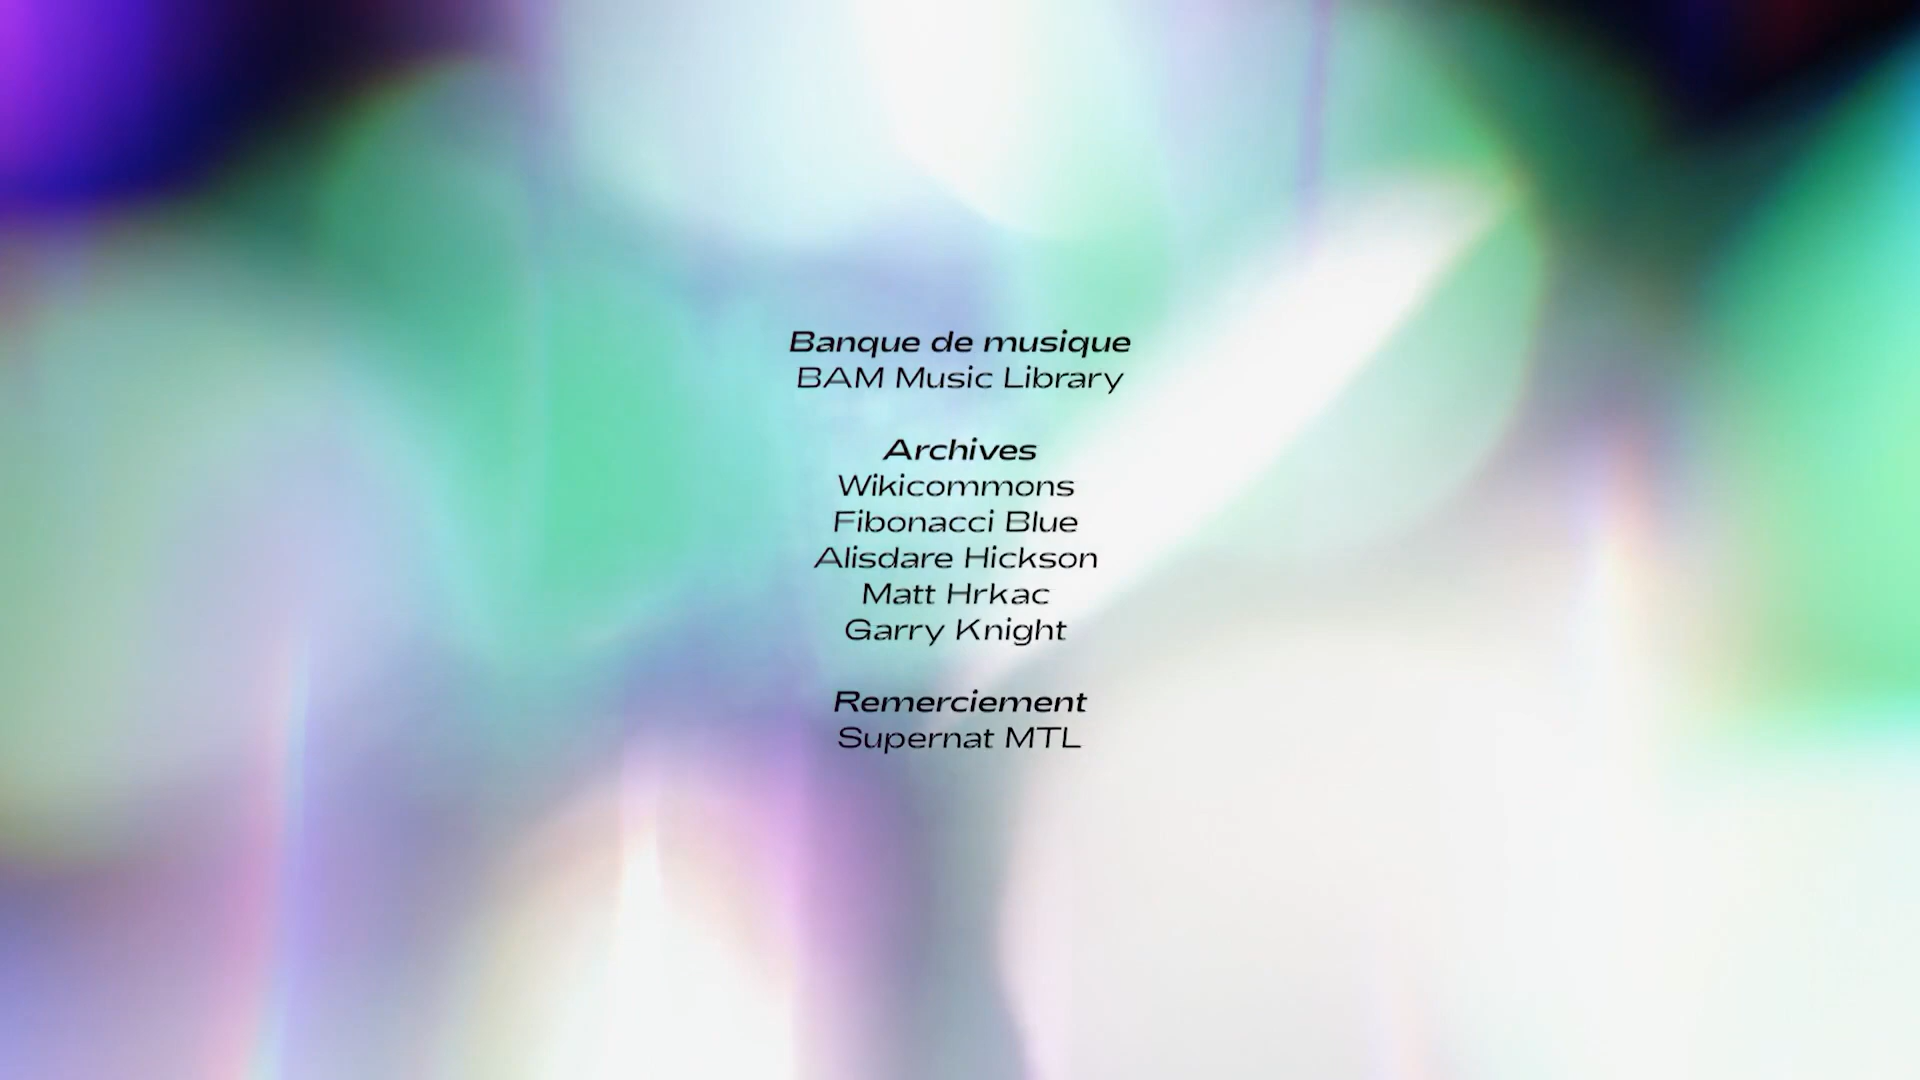 Banque de musique
BAM Music Library
Archives
Wikicommons
Fibonacci Blue
Alisdare Hickson
Matt Hrkac
Garry Knight
Remerciement
Supernat MTL